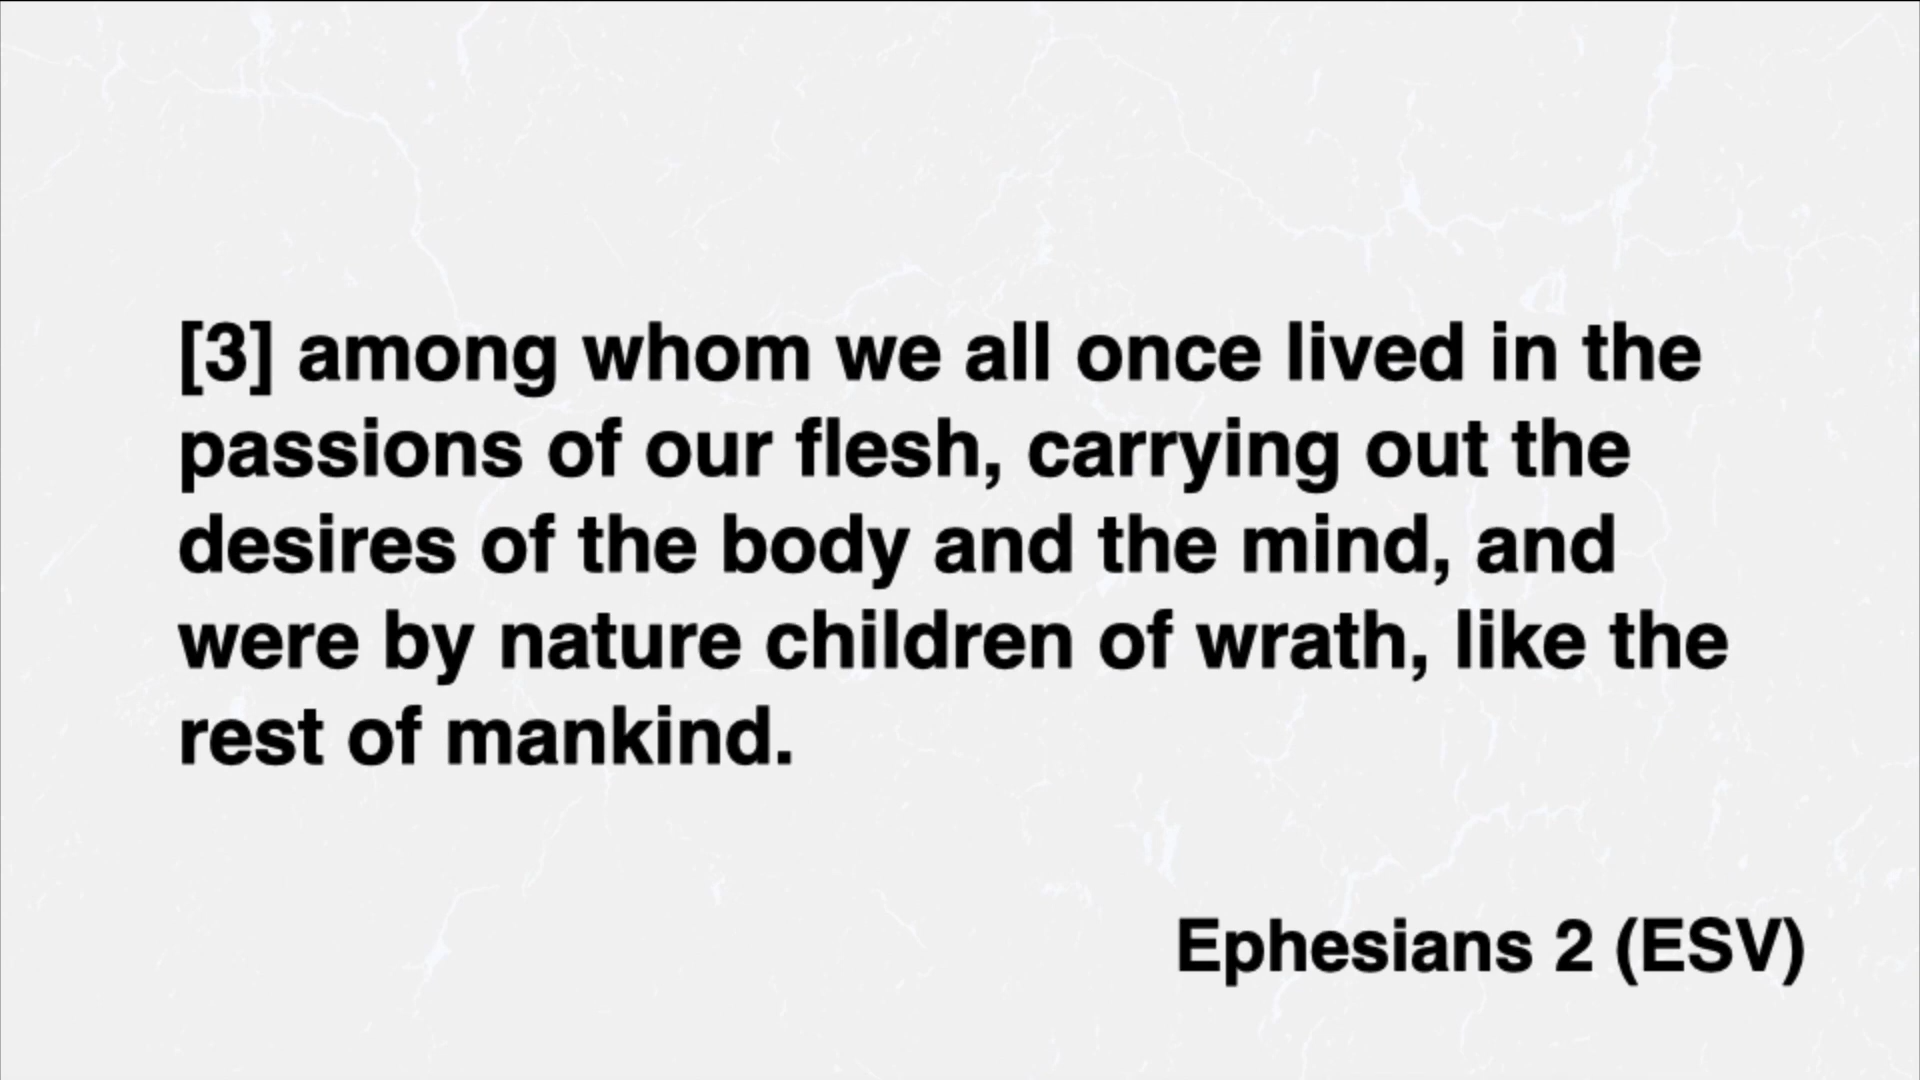 [3] among whom we all once lived in the
passions of our flesh, carrying out the
desires of the body and the mind, and
were by nature children of wrath, like the
rest of mankind.
Ephesians 2 (ESV)